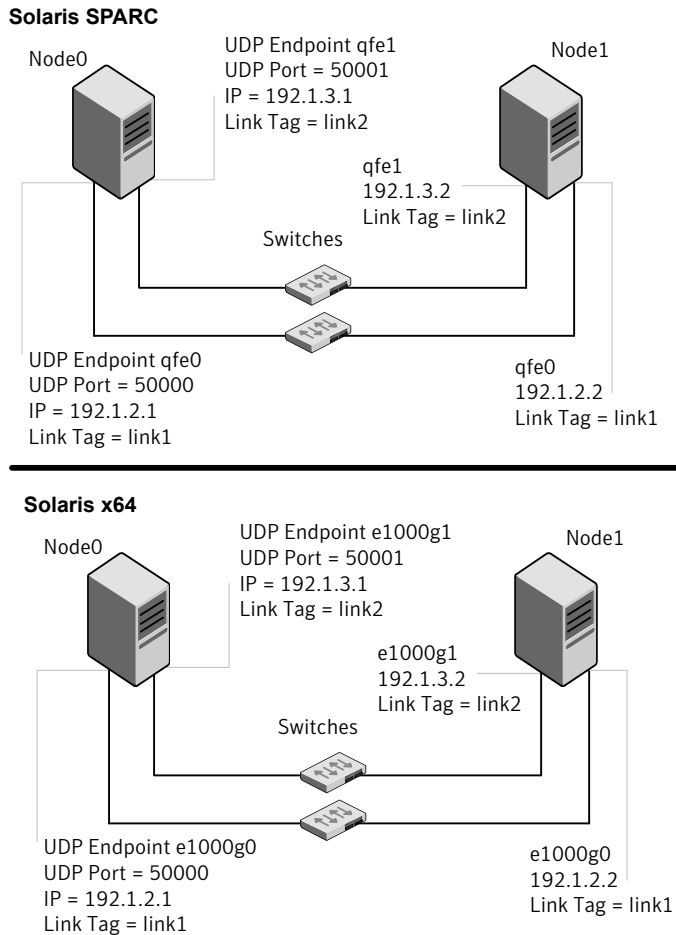 Solaris SPARC
Node0
UDP Endpoint qfe1
UDP Port = 50001
IP = 192.1.3.1
Link Tag = link2
Node1
qfe1
192.1.3.2
Link Tag = link2
Switches
UDP Endpoint qfe0
UDP Port = 50000
IP = 192.1.2.1
Link Tag = link1
qfe0
192.1.2.2
Link Tag = link1
Solaris x64
Node0
UDP Endpoint e1000g1
UDP Port = 50001
IP = 192.1.3.1
Link Tag = link2
Node1
e1000g1
192.1.3.2
Link Tag = link2
Switches
UDP Endpoint e1000g0
UDP Port = 50000
IP = 192.1.2.1
Link Tag = link1
e1000g0
192.1.2.2
Link Tag = link1